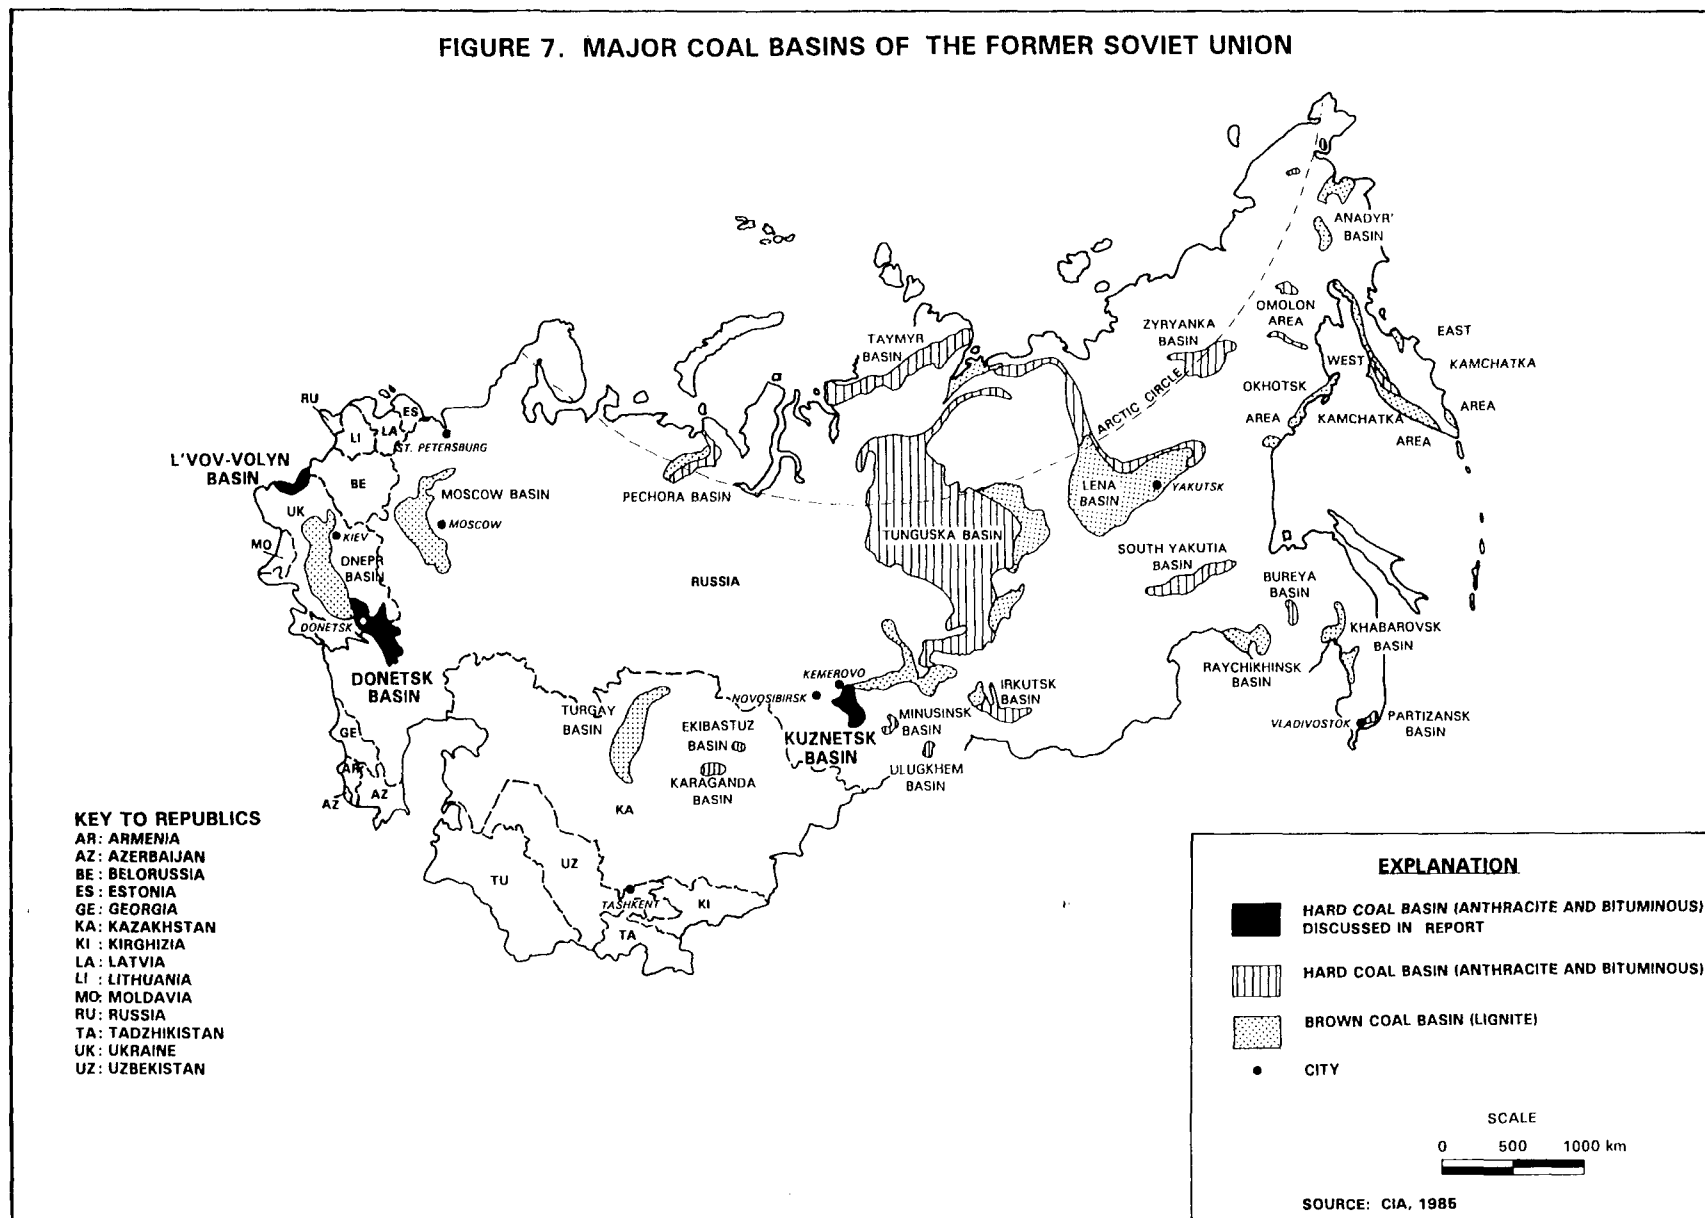 FIGURE 7. MAJOR COAL BASINS OF THE FORMER SOVIET UNION
ANADYR'
BASIN
OMOLON
AREA
ZYRYANKA
BASIN
TAYMYR
BASIN
EAST
KAMCHATKA
AREA
WEST
KAMCHATKA
AREA
OKHOTSK
AREA
ARCTIC CIRCLE
RU
ES
LA
LI
ST. PETERSBURG
L'VOV-VOLYN
BASIN
BE
MOSCOW BASIN
MOSCOW
PECHORA BASIN
LENA
BASIN
YAKUTSK
UK
KIEV
MO
DNEPR
BASIN
TUNGUSKA BASIN
SOUTH YAKUTIA
BASIN
RUSSIA
BUREYA
BASIN
DONETSK
KHABAROVSK
BASIN
RAYCHIKHINSK
BASIN
DONETSK
BASIN
KEMEROVO
NOVOSIBIRSK
IRKUTSK
BASIN
TURGAY
BASIN
EKIBASTUZ
BASIN
MINUSINSK
BASIN
VLADIVOSTOK
PARTIZANSK
BASIN
GE
KUZNETSK
BASIN
AR
KARAGANDA
BASIN
ULUGKHEM
BASIN
AZ
AZ
KA
UZ
TU
TASHKENT
KI
TA
KEY TO REPUBLICS
AR: ARMENIA
AZ: AZERBAIJAN
BE: BELORUSSIA
ES: ESTONIA
GE: GEORGIA
KA: KAZAKHSTAN
KI : KIRGHIZIA
LA: LATVIA
LI : LITHUANIA
MO: MOLDAVIA
RU: RUSSIA
TA: TADZHIKISTAN
UK: UKRAINE
UZ: UZBEKISTAN
EXPLANATION
HARD COAL BASIN (ANTHRACITE AND BITUMINOUS)
DISCUSSED IN REPORT
HARD COAL BASIN (ANTHRACITE AND BITUMINOUS)
BROWN COAL BASIN (LIGNITE)
CITY
SCALE
0 500 1000 km
SOURCE: CIA, 1985